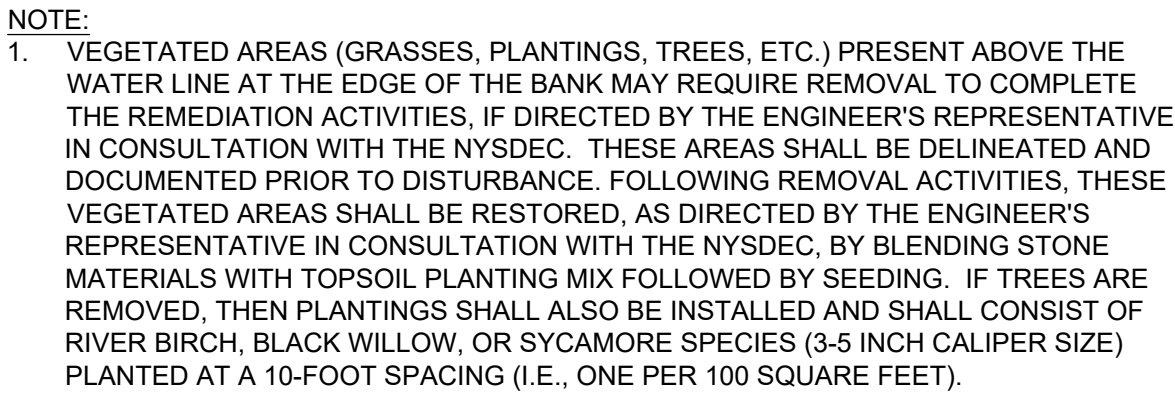 NOTE:
1. VEGETATED AREAS (GRASSES, PLANTINGS, TREES, ETC.) PRESENT ABOVE THE
WATER LINE AT THE EDGE OF THE BANK MAY REQUIRE REMOVAL TO COMPLETE
THE REMEDIATION ACTIVITIES, IF DIRECTED BY THE ENGINEER'S REPRESENTATIVE
IN CONSULTATION WITH THE NYSDEC. THESE AREAS SHALL BE DELINEATED AND
DOCUMENTED PRIOR TO DISTURBANCE. FOLLOWING REMOVAL ACTIVITIES, THESE
VEGETATED AREAS SHALL BE RESTORED, AS DIRECTED BY THE ENGINEER'S
REPRESENTATIVE IN CONSULTATION WITH THE NYSDEC, BY BLENDING STONE
MATERIALS WITH TOPSOIL PLANTING MIX FOLLOWED BY SEEDING. IF TREES ARE
REMOVED, THEN PLANTINGS SHALL ALSO BE INSTALLED AND SHALL CONSIST OF
RIVER BIRCH, BLACK WILLOW, OR SYCAMORE SPECIES (3-5 INCH CALIPER SIZE)
PLANTED AT A 10-FOOT SPACING (I.E., ONE PER 100 SQUARE FEET).